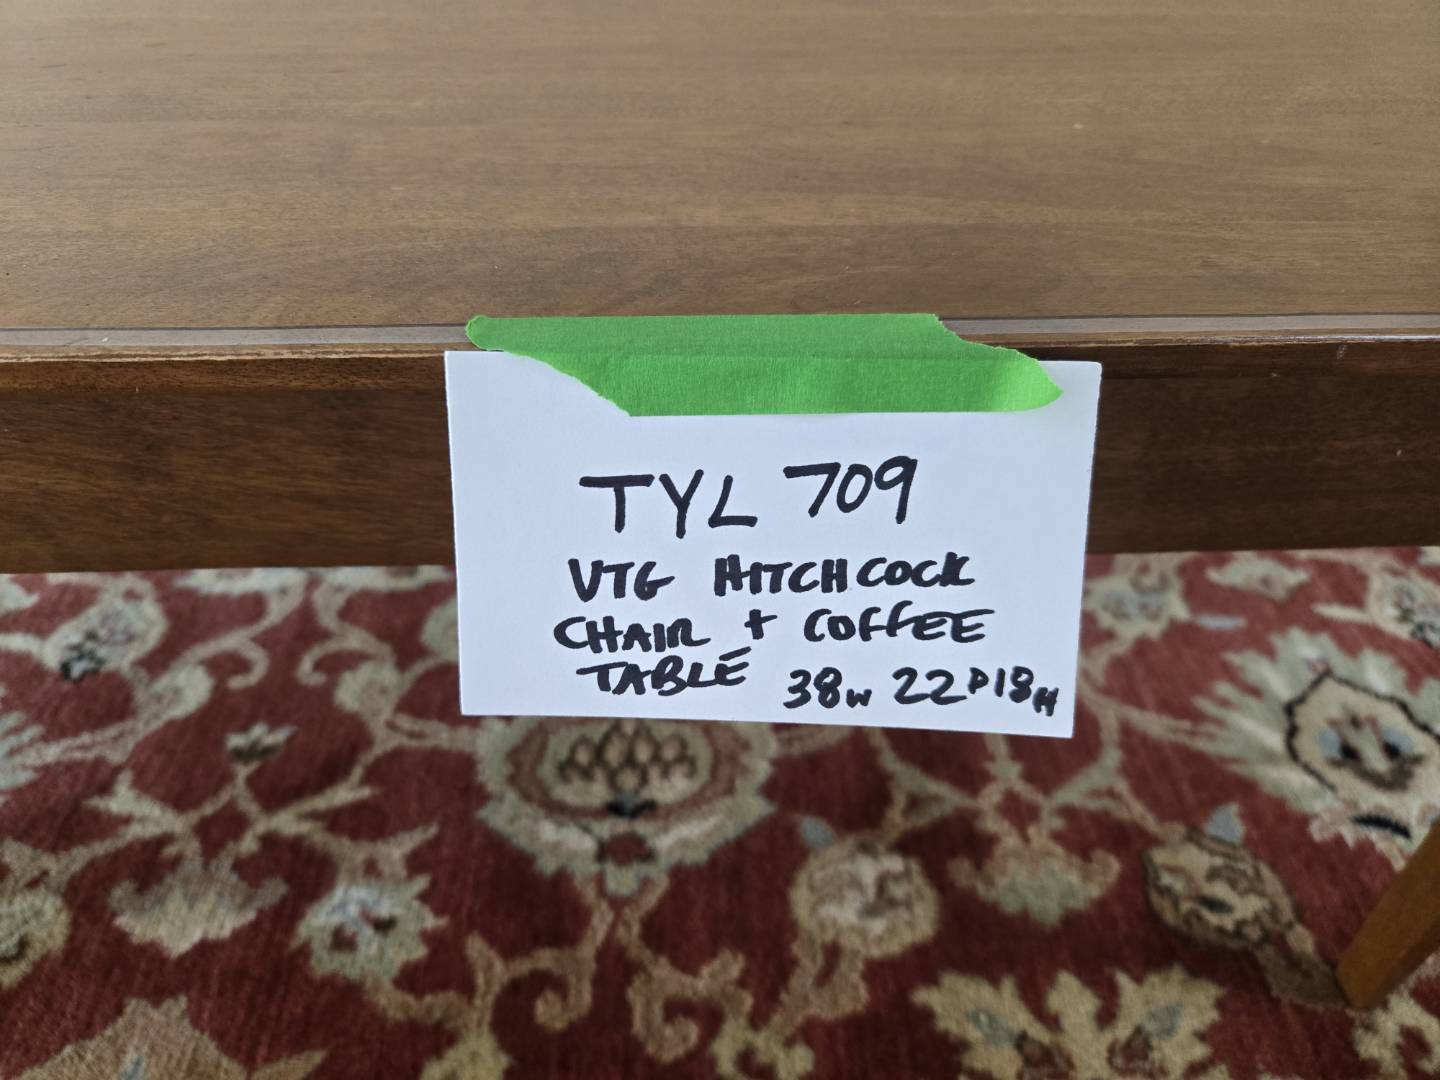 TYL 709
VTG HITCHCOCK
CHAIR + COFFEE
TABLE 38W 22D 18H